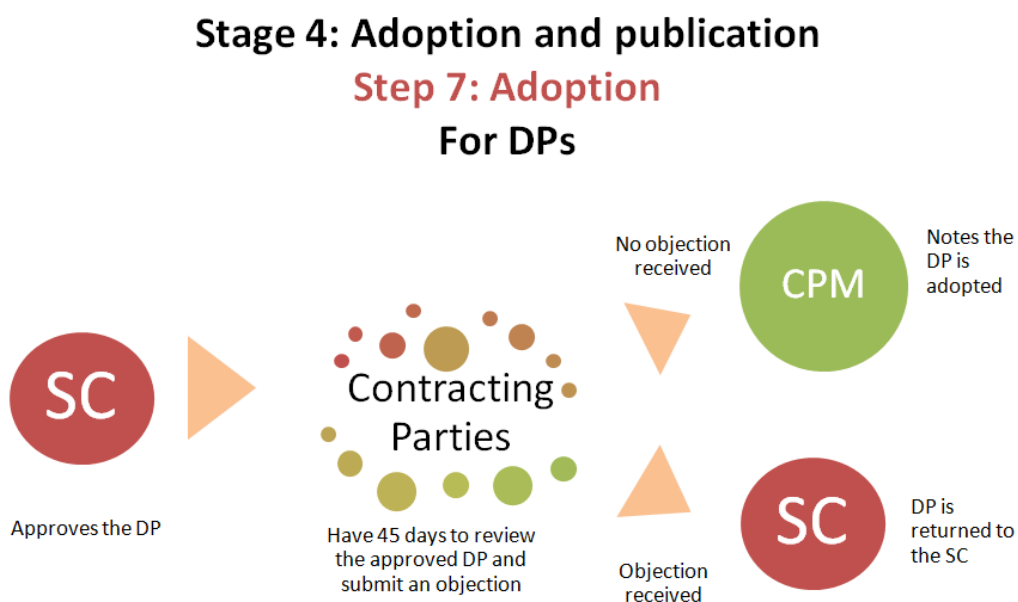 Stage 4: Adoption and publication
Step 7: Adoption
For DPs
SC
Approves the DP
Contracting
Parties
Have 45 days to review
the approved DP and
submit an objection
No objection
received
CPM
Notes the
DP is
adopted
Objection
received
SC
DP is
returned to
the SC